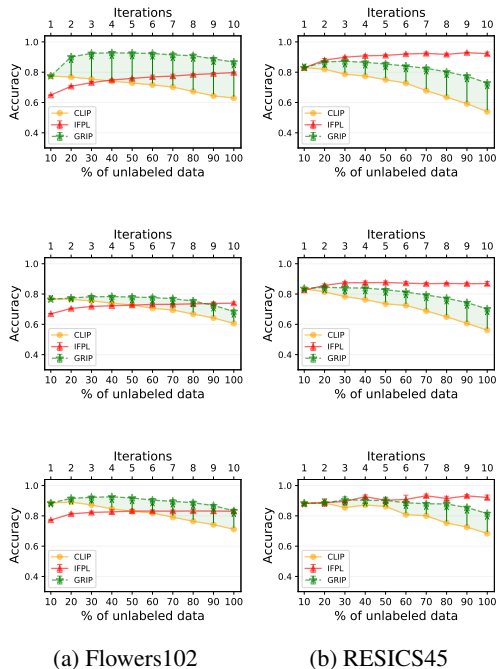 Iterations
1 2 3 4 5 6 7 8 9 10
1.0
0.8
0.6
0.4
Accuracy
CLIP
IFPL
GRIP
10 20 30 40 50 60 70 80 90 100
% of unlabeled data
Iterations
1 2 3 4 5 6 7 8 9 10
1.0
0.8
0.6
0.4
Accuracy
CLIP
IFPL
GRIP
10 20 30 40 50 60 70 80 90 100
% of unlabeled data
Iterations
1 2 3 4 5 6 7 8 9 10
1.0
0.8
0.6
0.4
Accuracy
CLIP
IFPL
GRIP
10 20 30 40 50 60 70 80 90 100
% of unlabeled data
Iterations
1 2 3 4 5 6 7 8 9 10
1.0
0.8
0.6
0.4
Accuracy
CLIP
IFPL
GRIP
10 20 30 40 50 60 70 80 90 100
% of unlabeled data
Iterations
1 2 3 4 5 6 7 8 9 10
1.0
0.8
0.6
0.4
Accuracy
CLIP
IFPL
GRIP
10 20 30 40 50 60 70 80 90 100
% of unlabeled data
Iterations
1 2 3 4 5 6 7 8 9 10
1.0
0.8
0.6
0.4
Accuracy
CLIP
IFPL
GRIP
10 20 30 40 50 60 70 80 90 100
% of unlabeled data
(a) Flowers102
(b) RESICS45